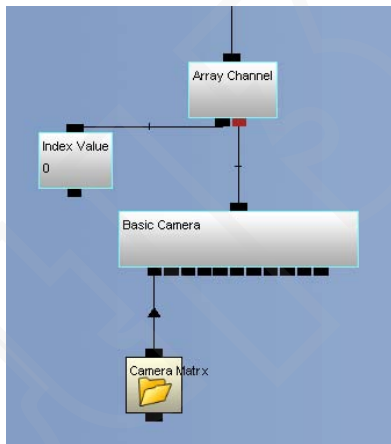 Array Channel
Index Value
0
Basic Camera
Camera Matrx